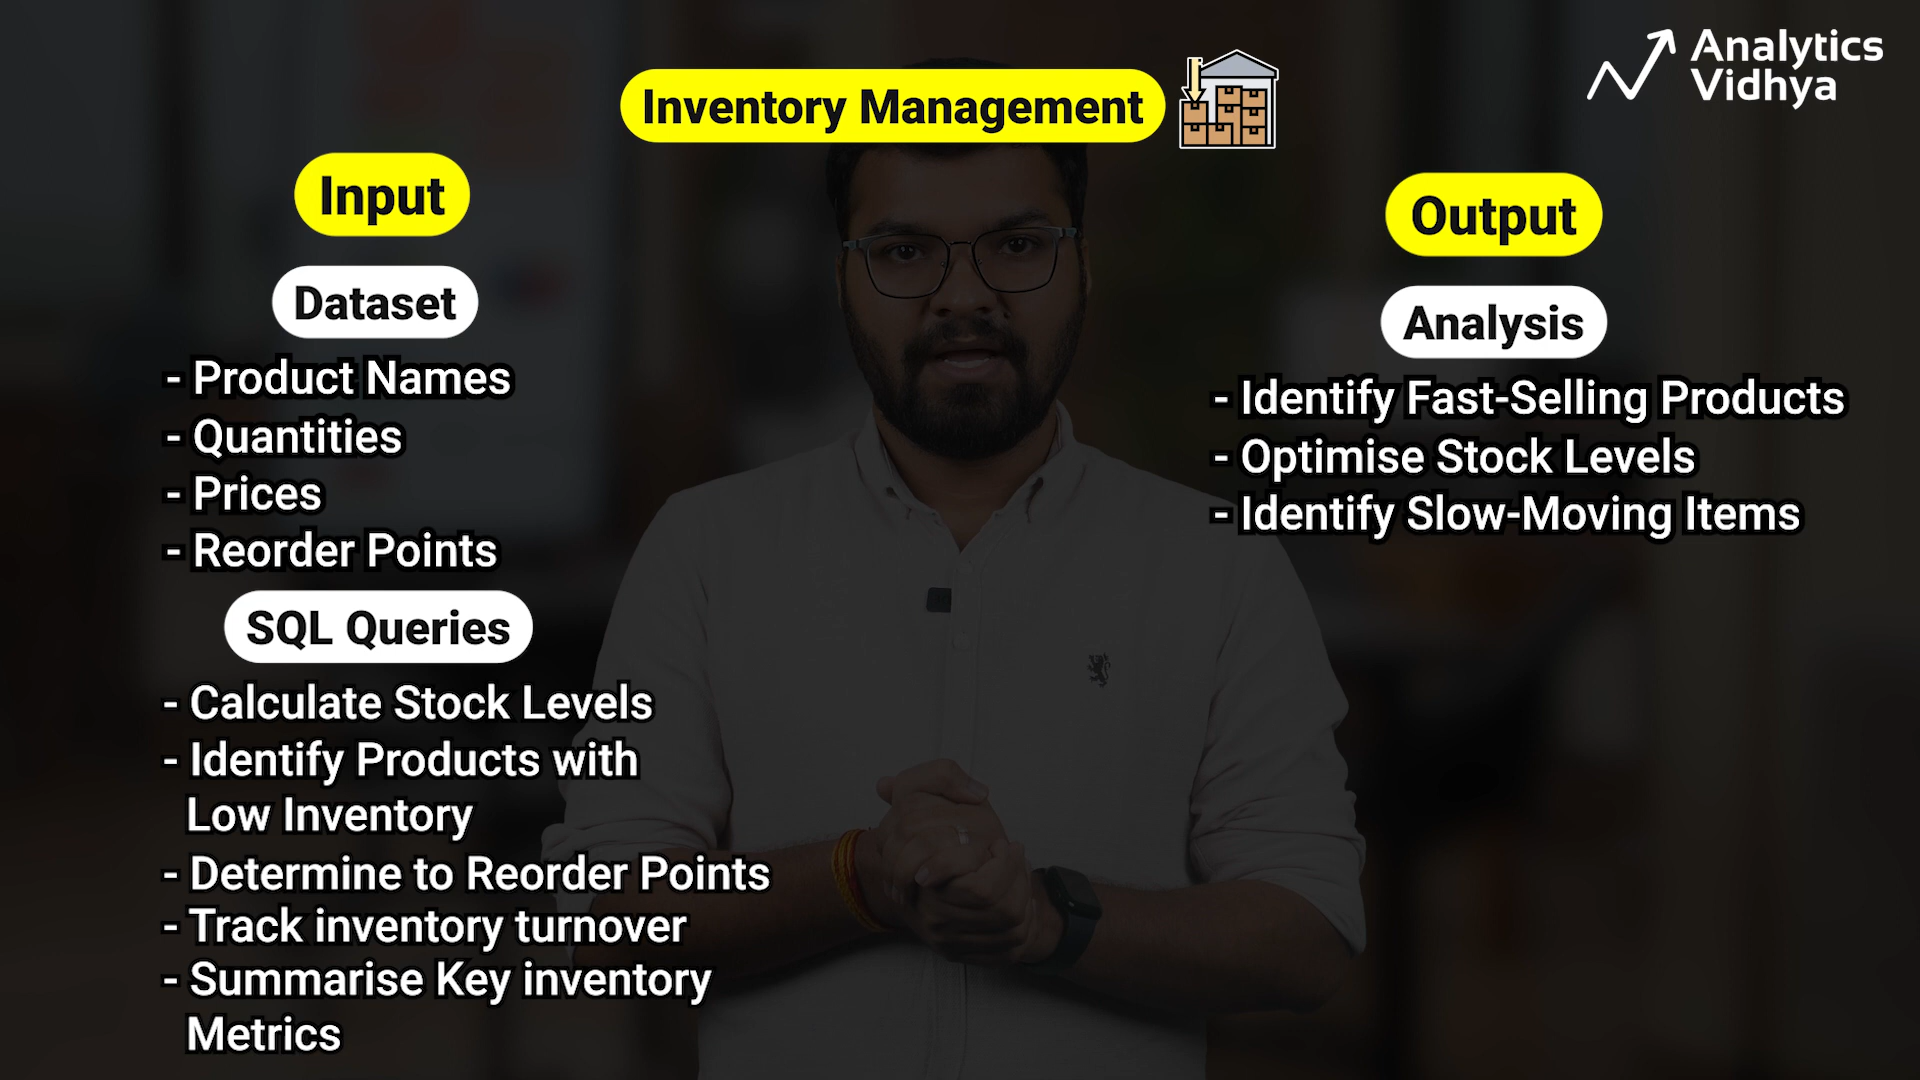 Analytics
Vidhya
Inventory Management
Input
Dataset
- Product Names
- Quantities
- Prices
- Reorder Points
SQL Queries
- Calculate Stock Levels
- Identify Products with
Low Inventory
- Determine to Reorder Points
- Track inventory turnover
- Summarise Key inventory
Metrics
Output
Analysis
- Identify Fast-Selling Products
- Optimise Stock Levels
- Identify Slow-Moving Items